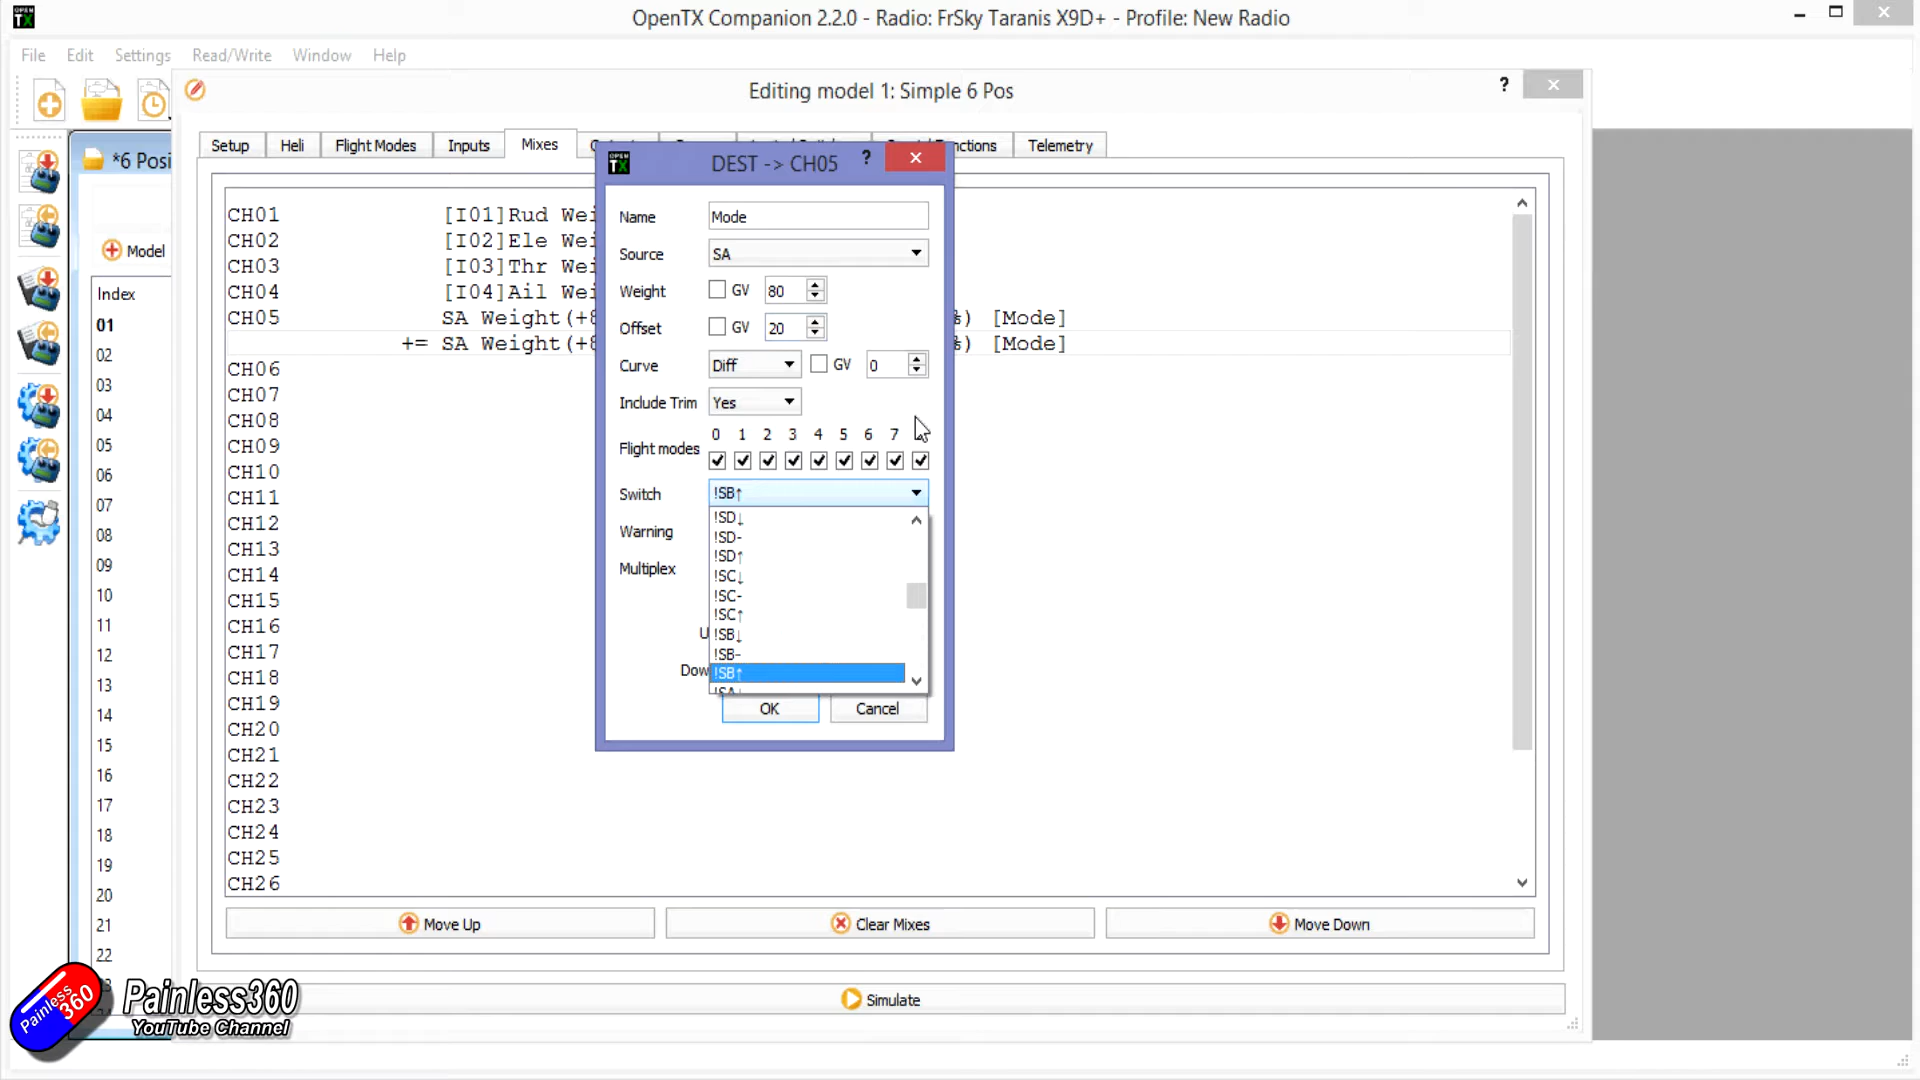 OpenTX Companion 2.2.0 - Radio: FrSky Taranis X9D+ - Profile: New Radio
File Edit Settings Read/Write Window Help
Editing model 1: Simple 6 Pos
?
Setup Heli Flight Modes Inputs Mixes nctions Telemetry
*6 Posi
OPEN TX DEST -> CH05 ?
Name Mode
Source SA
Weight GV 80
Offset GV 20
Curve Diff GV 0
Include Trim Yes
0 1 2 3 4 5 6 7
Flight modes
Switch !SB↑
!SD↓
!SD-
!SD↑
!SC↓
!SC-
!SC↑
!SB↓
!SB-
!SB↑
!SA↓
Warning
Multiplex
U
Dow
OK Cancel
Model
Index
01
02
03
04
05
06
07
08
09
10
11
12
13
14
15
16
17
18
19
20
21
22
CH01 [I01]Rud Wei
CH02 [I02]Ele Wei
CH03 [I03]Thr Wei
CH04 [I04]Ail Wei
CH05 SA Weight(+8 %) [Mode]
+= SA Weight(+8 %) [Mode]
CH06
CH07
CH08
CH09
CH10
CH11
CH12
CH13
CH14
CH15
CH16
CH17
CH18
CH19
CH20
CH21
CH22
CH23
CH24
CH25
CH26
Move Up Clear Mixes Move Down
Simulate
Painless360
Painless360
YouTube Channel